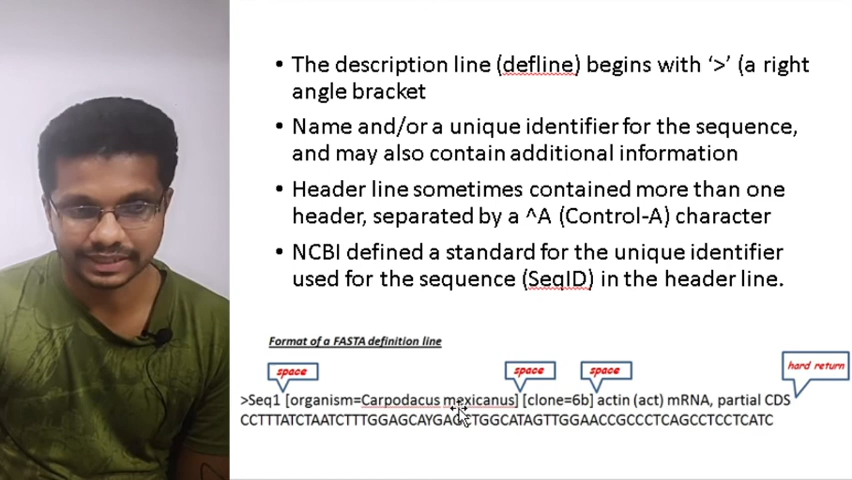 • The description line (defline) begins with ‘>’ (a right
angle bracket
• Name and/or a unique identifier for the sequence,
and may also contain additional information
• Header line sometimes contained more than one
header, separated by a ^A (Control-A) character
• NCBI defined a standard for the unique identifier
used for the sequence (SeqID) in the header line.
Format of a FASTA definition line
space space space hard return
>Seq1 [organism=Carpodacus mexicanus] [clone=6b] actin (act) mRNA, partial CDS
CCTTTATCTAATCTTTGGAGCAYGAGCTGGCATAGTTGGAACCGCCCTCAGCCTCCTCATC